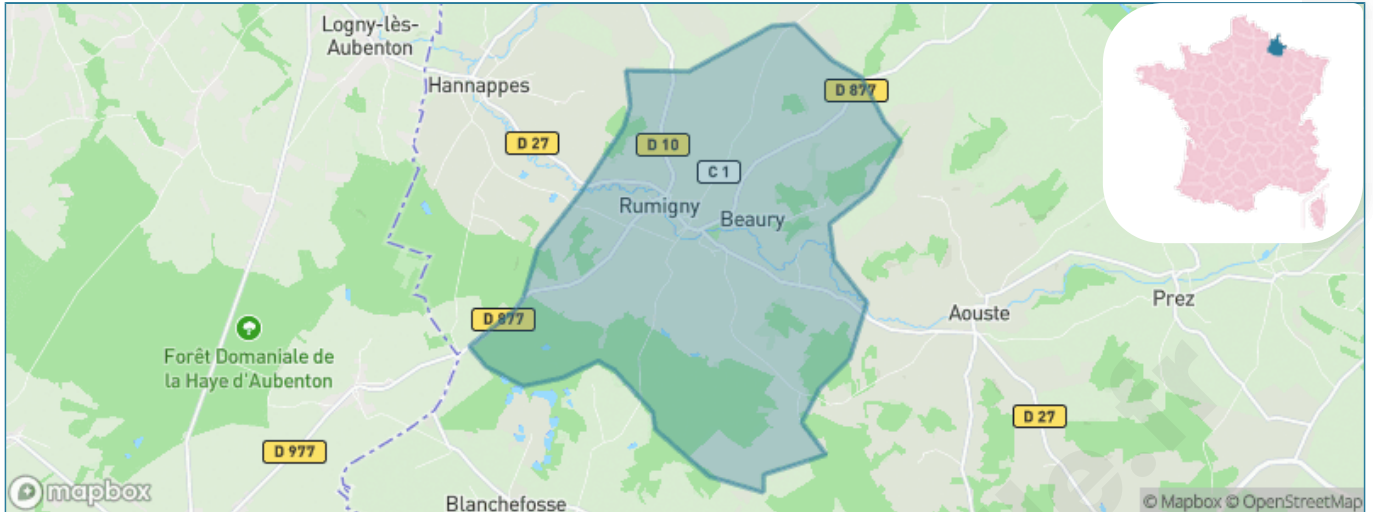 Logny-lès-
Aubenton
Hannappes
D 877
D 27
D 10
C 1
Rumigny
Beaury
Prez
D 877
Aouste
Forêt Domaniale de
la Haye d'Aubenton
D 27
D 977
mapbox
Blanchefosse
© Mapbox © OpenStreetMap